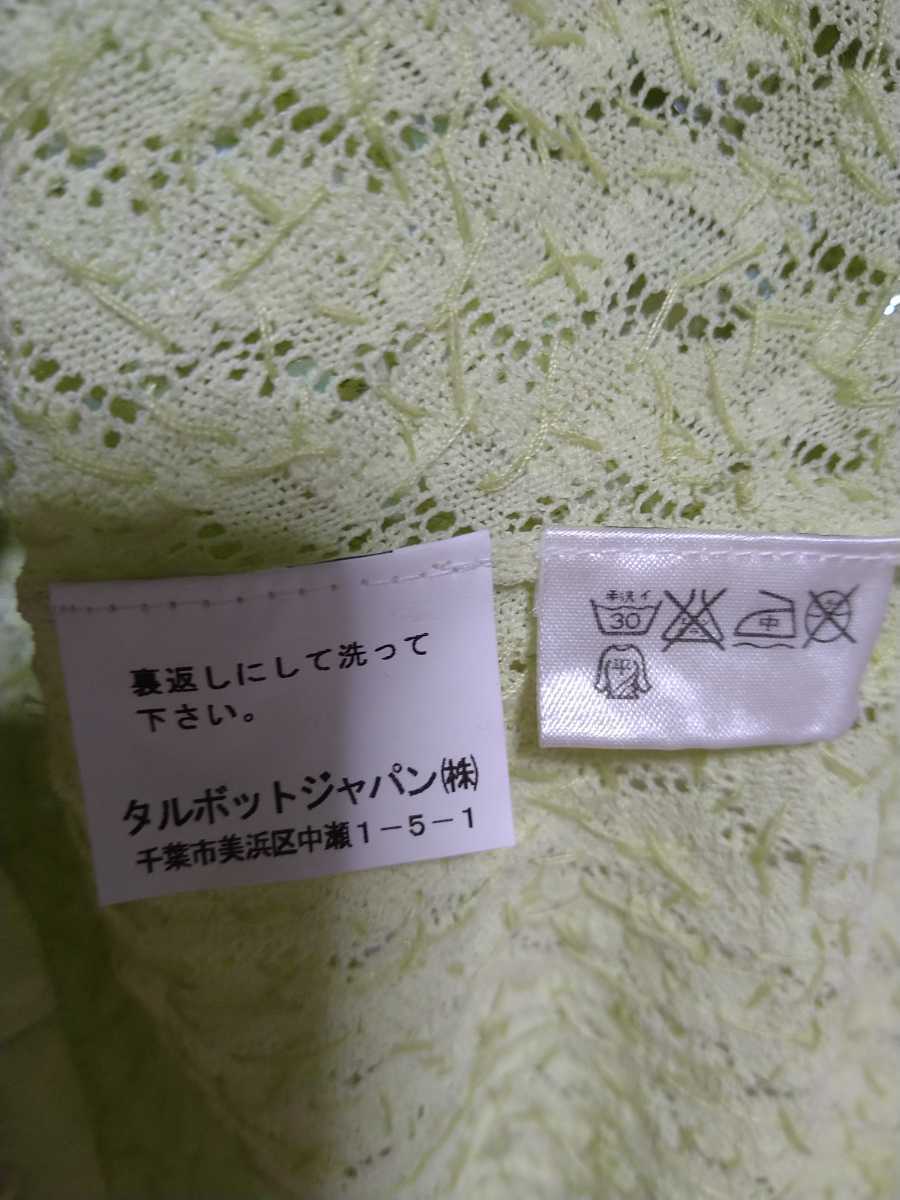 裏返しにして洗って
下さい。
タルボットジャパン㈱
千葉市美浜区中瀬1-5-1
手洗イ
30
中
平